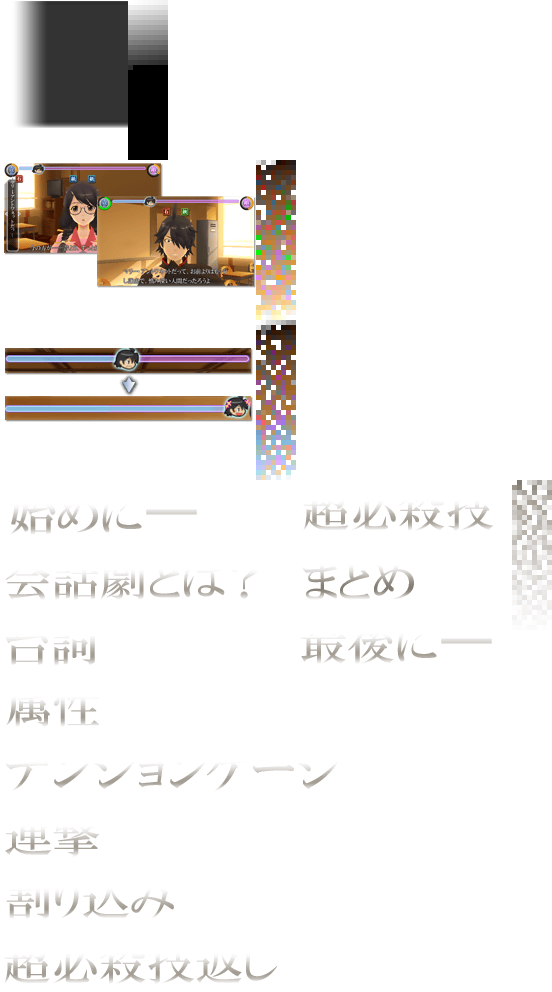 始めに―
超必殺技
会話劇とは？
まとめ
台詞
最後に―
属性
テンションゲージ
連撃
割り込み
超必殺技返し